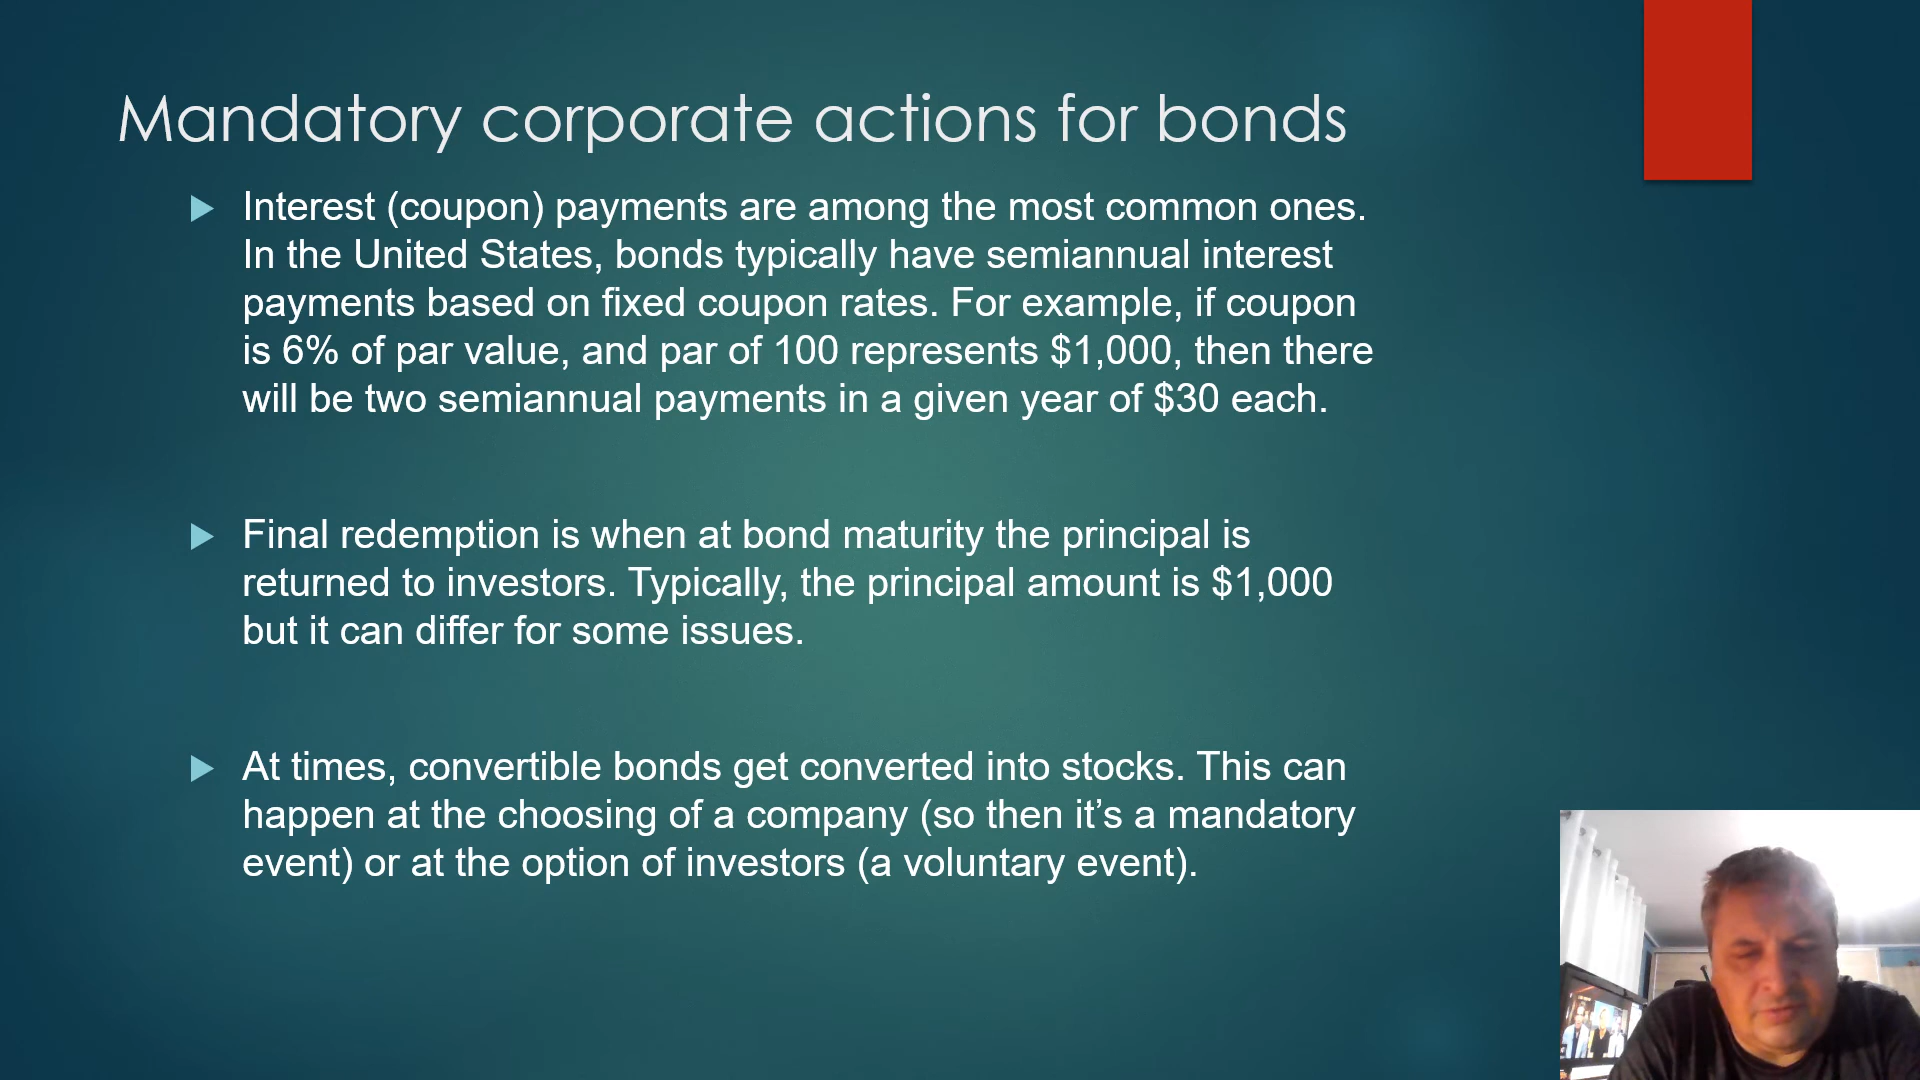 Mandatory corporate actions for bonds
Interest (coupon) payments are among the most common ones.
In the United States, bonds typically have semiannual interest
payments based on fixed coupon rates. For example, if coupon
is 6% of par value, and par of 100 represents $1,000, then there
will be two semiannual payments in a given year of $30 each.
Final redemption is when at bond maturity the principal is
returned to investors. Typically, the principal amount is $1,000
but it can differ for some issues.
At times, convertible bonds get converted into stocks. This can
happen at the choosing of a company (so then it’s a mandatory
event) or at the option of investors (a voluntary event).